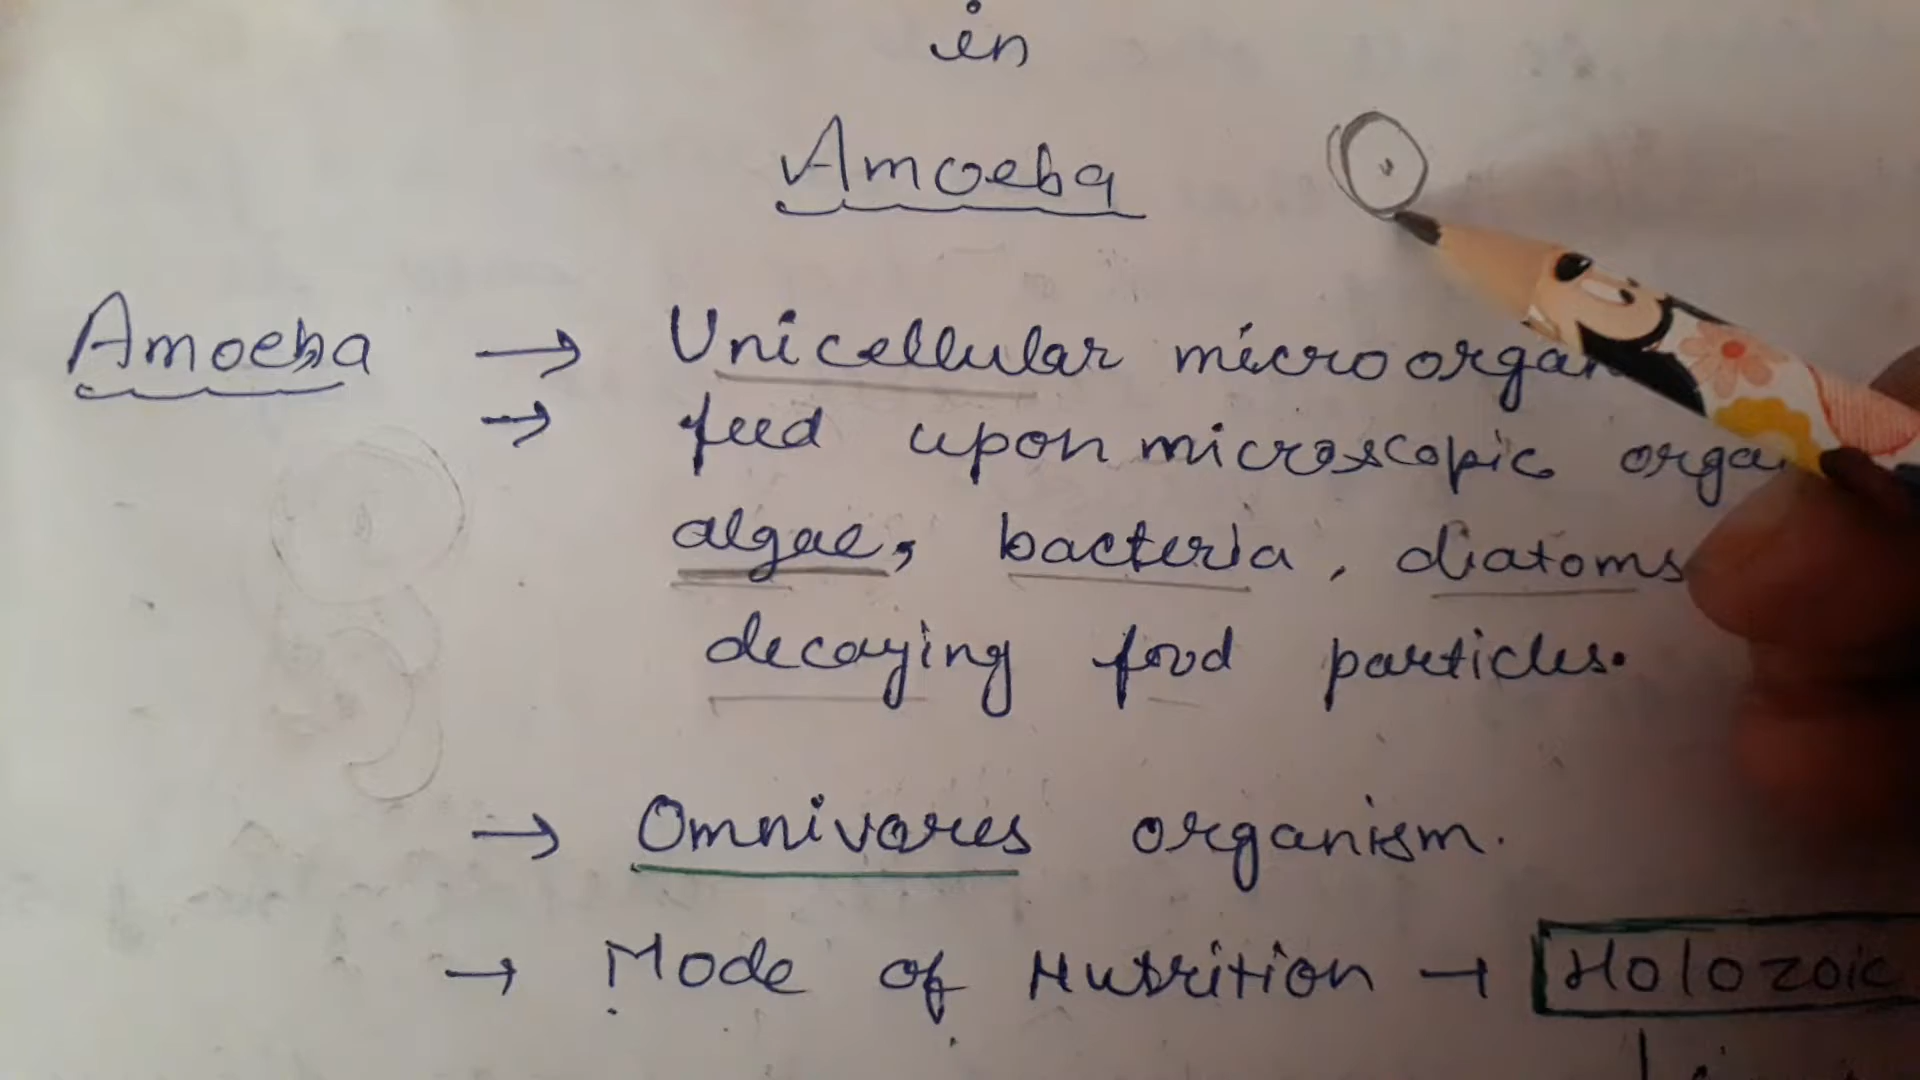 in
Amoeba
Amoeba → Unicellular microorgan
→ feed upon microscopic orga
algae, bacteria, diatoms
decaying food particles.
→ Omnivores organism.
→ Mode of Nutrition → Holozoic